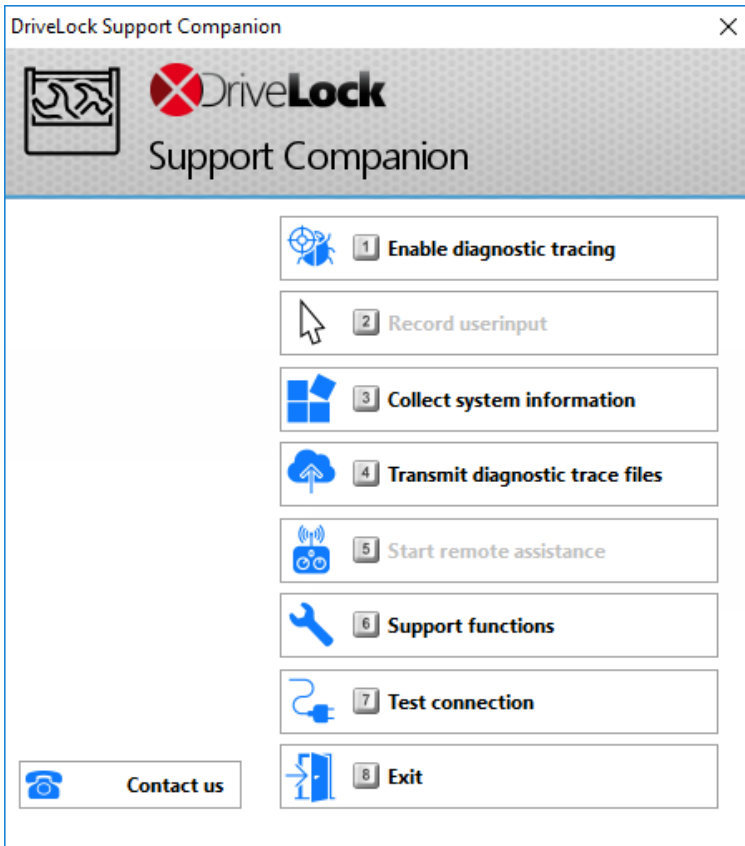 DriveLock Support Companion
DriveLock
Support Companion
1 Enable diagnostic tracing
2 Record userinput
3 Collect system information
4 Transmit diagnostic trace files
5 Start remote assistance
6 Support functions
7 Test connection
8 Exit
Contact us